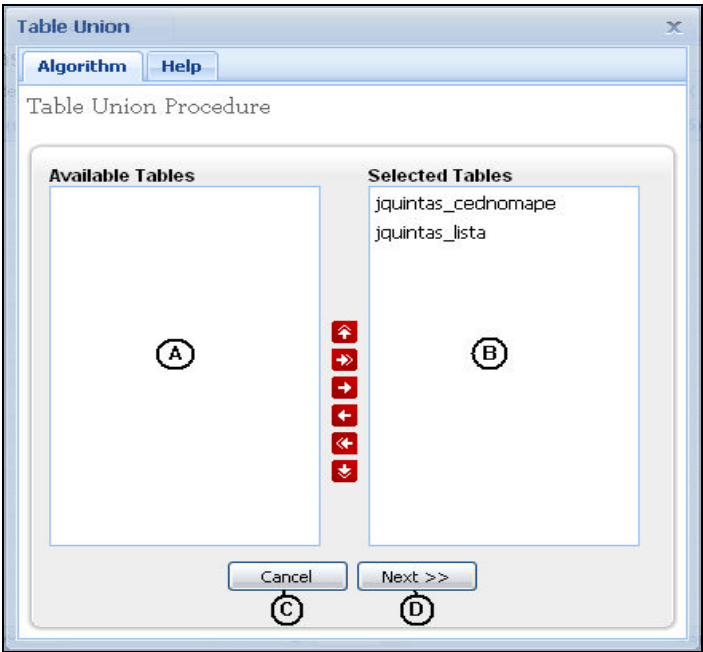 Table Union
Algorithm Help
Table Union Procedure
Available Tables Selected Tables
jquintas_cednomape
jquintas_lista
A B
Cancel Next >>
C D